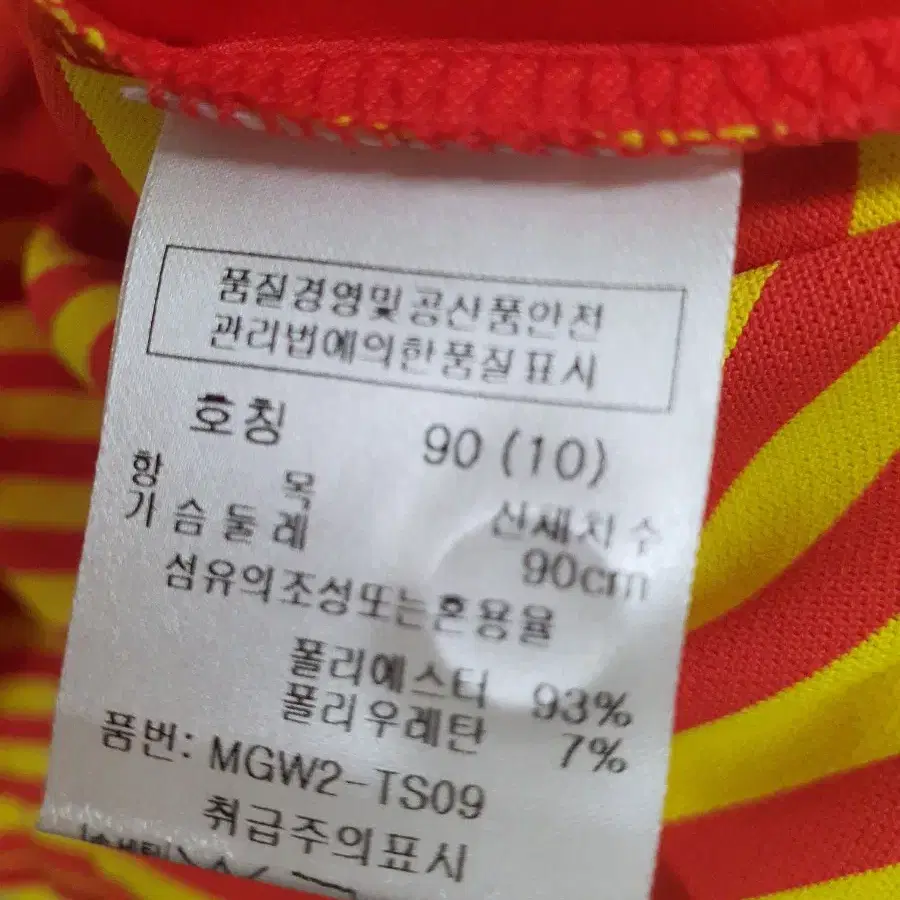 품질경영및공산품안전
관리법에의한품질표시
호칭 90 (10)
항 목 신체치수
가슴둘레 90cm
섬유의조성또는혼용율
폴리에스터 93%
폴리우레탄 7%
품번: MGW2-TS09
취급주의표시